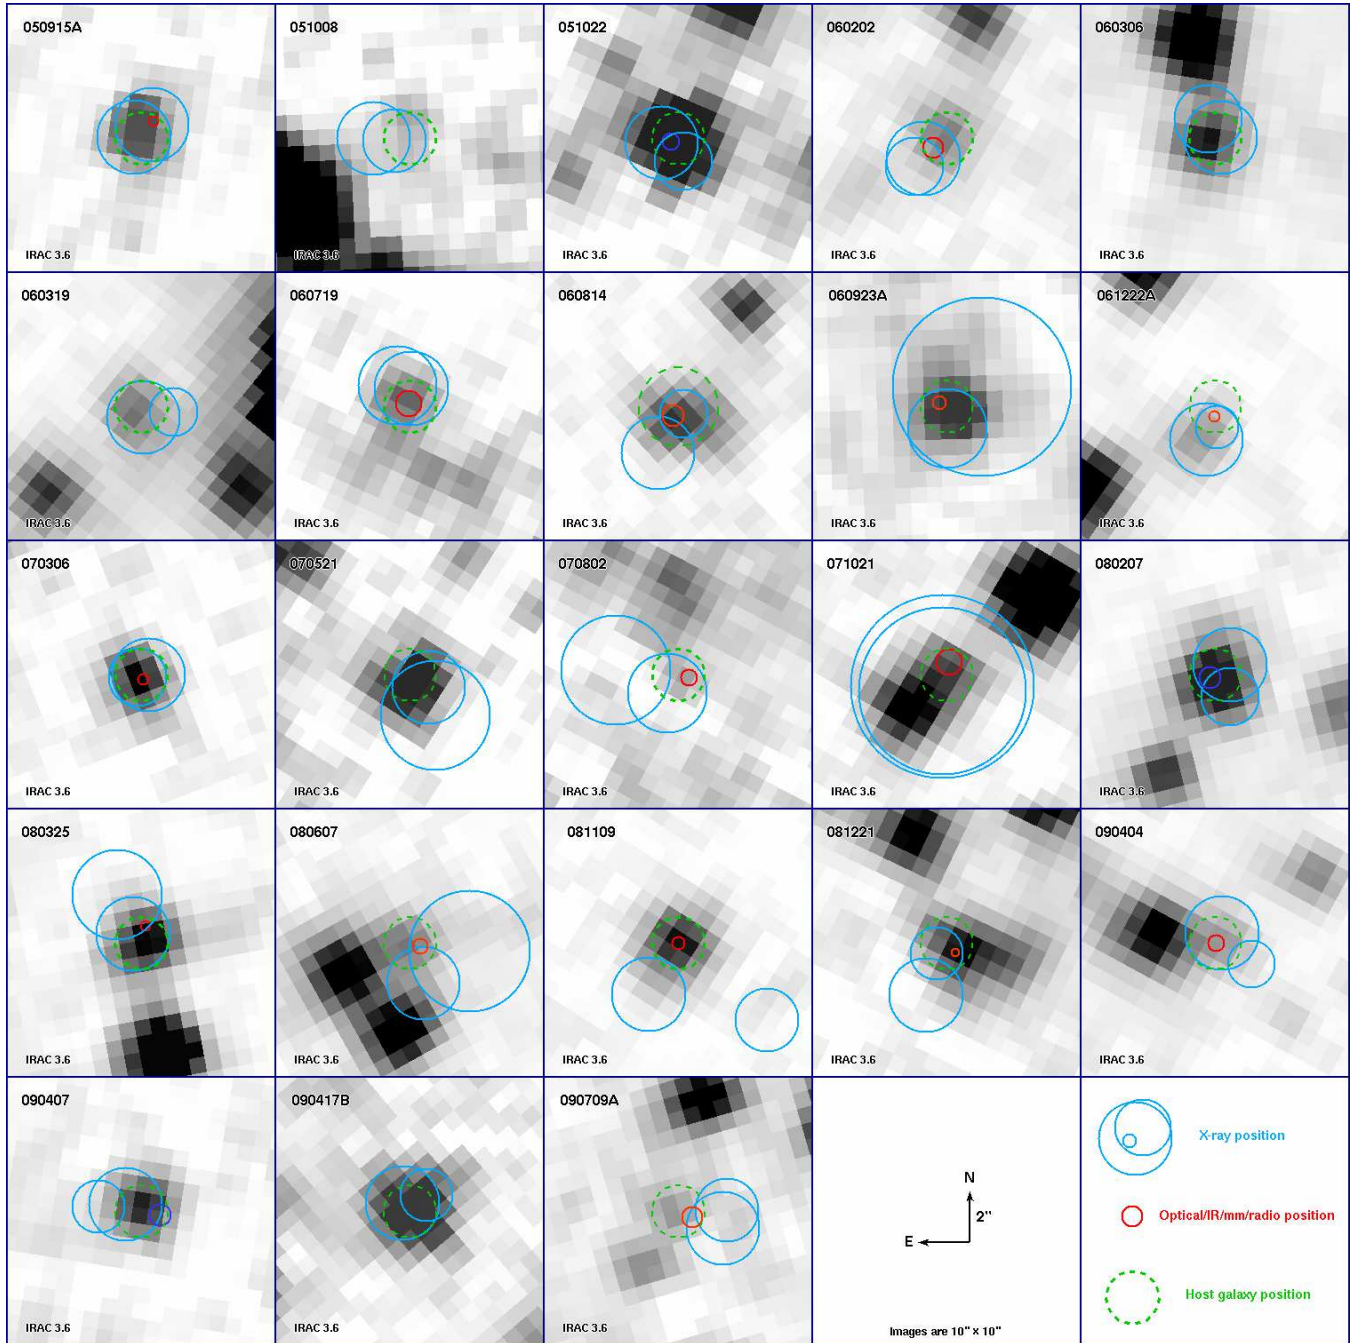 050915A
051008
051022
060202
060306
IRAC 3.6
IRAC 3.6
IRAC 3.6
IRAC 3.6
IRAC 3.6
060319
060719
060814
060923A
061222A
IRAC 3.6
IRAC 3.6
IRAC 3.6
IRAC 3.6
IRAC 3.6
070306
070521
070802
071021
080207
IRAC 3.6
IRAC 3.6
IRAC 3.6
IRAC 3.6
IRAC 3.6
080325
080607
081109
081221
090404
IRAC 3.6
IRAC 3.6
IRAC 3.6
IRAC 3.6
IRAC 3.6
090407
090417B
090709A
X-ray position
N
2"
Optical/IR/mm/radio position
E
Host galaxy position
IRAC 3.6
IRAC 3.6
IRAC 3.6
Images are 10" × 10"